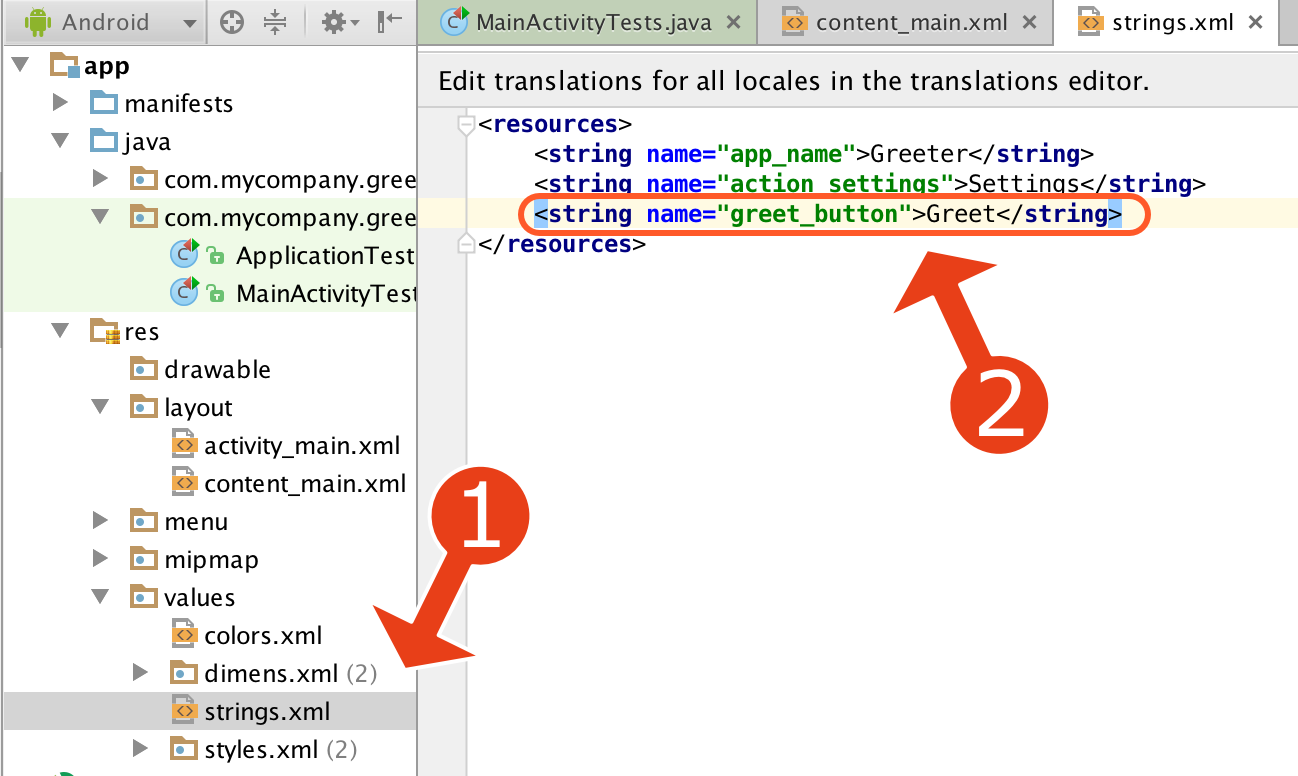 Android
MainActivityTests.java
content_main.xml
strings.xml
app
manifests
java
com.mycompany.gree
com.mycompany.gree
ApplicationTest
MainActivityTest
res
drawable
layout
activity_main.xml
content_main.xml
menu
mipmap
values
colors.xml
dimens.xml (2)
strings.xml
styles.xml (2)
Edit translations for all locales in the translations editor.
<resources>
<string name="app_name">Greeter</string>
<string name="action_settings">Settings</string>
<string name="greet_button">Greet</string>
</resources>
1
2